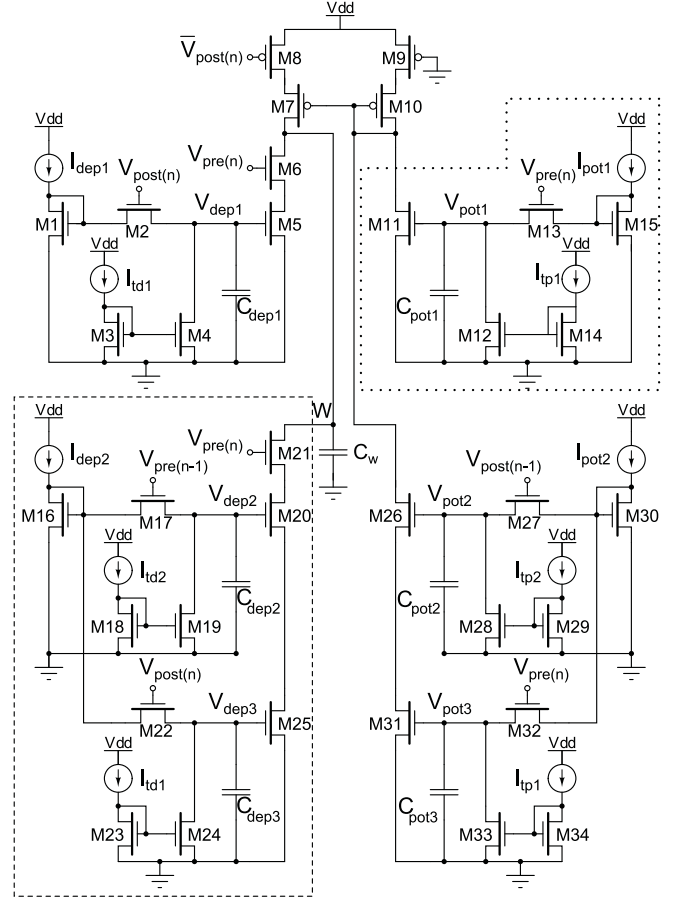 Vdd
V̅post(n)
M8
M9
M7
M10
Vdd
Idep1
Vpost(n)
Vpre(n)
M6
Vdd
Ipot1
Vpre(n)
M1
M2
Vdep1
M5
M11
Vpot1
M13
M15
Vdd
Itd1
Cdep1
Vdd
Itp1
Cpot1
M3
M4
M12
M14
W
Vdd
Idep2
Vpre(n-1)
Vpre(n)
M21
Cw
Vdd
Ipot2
Vpost(n-1)
M16
M17
Vdep2
M20
M26
Vpot2
M27
M30
Vdd
Itd2
Cdep2
Vdd
Itp2
Cpot2
M18
M19
M28
M29
Vpost(n)
Vpre(n)
M22
Vdep3
M25
M31
Vpot3
M32
Vdd
Itd1
Cdep3
Vdd
Itp1
Cpot3
M23
M24
M33
M34